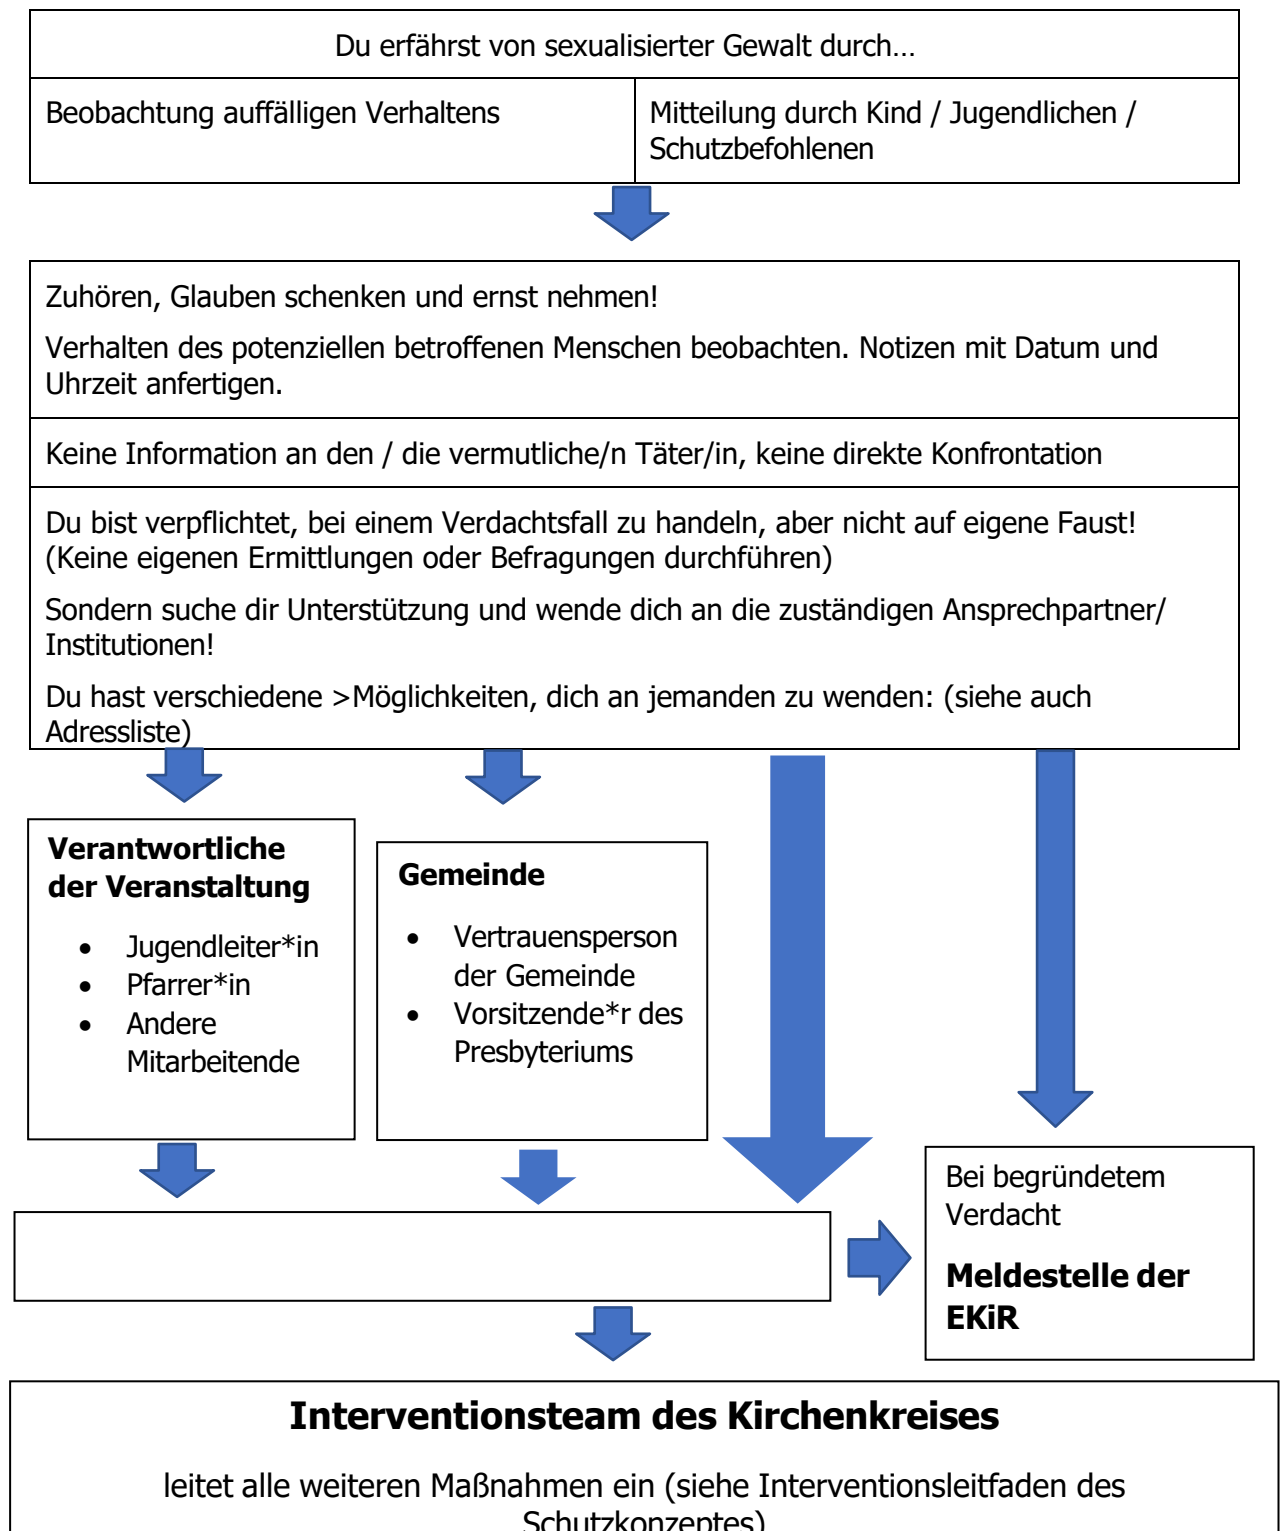 Du erfährst von sexualisierter Gewalt durch…
Beobachtung auffälligen Verhaltens
Mitteilung durch Kind / Jugendlichen /
Schutzbefohlenen
Zuhören, Glauben schenken und ernst nehmen!
Verhalten des potenziellen betroffenen Menschen beobachten. Notizen mit Datum und
Uhrzeit anfertigen.
Keine Information an den / die vermutliche/n Täter/in, keine direkte Konfrontation
Du bist verpflichtet, bei einem Verdachtsfall zu handeln, aber nicht auf eigene Faust!
(Keine eigenen Ermittlungen oder Befragungen durchführen)
Sondern suche dir Unterstützung und wende dich an die zuständigen Ansprechpartner/
Institutionen!
Du hast verschiedene >Möglichkeiten, dich an jemanden zu wenden: (siehe auch
Adressliste)
Verantwortliche
der Veranstaltung
• Jugendleiter*in
• Pfarrer*in
• Andere
Mitarbeitende
Gemeinde
• Vertrauensperson
der Gemeinde
• Vorsitzende*r des
Presbyteriums
Bei begründetem
Verdacht
Meldestelle der
EKiR
Interventionsteam des Kirchenkreises
leitet alle weiteren Maßnahmen ein (siehe Interventionsleitfaden des
Schutzkonzeptes)